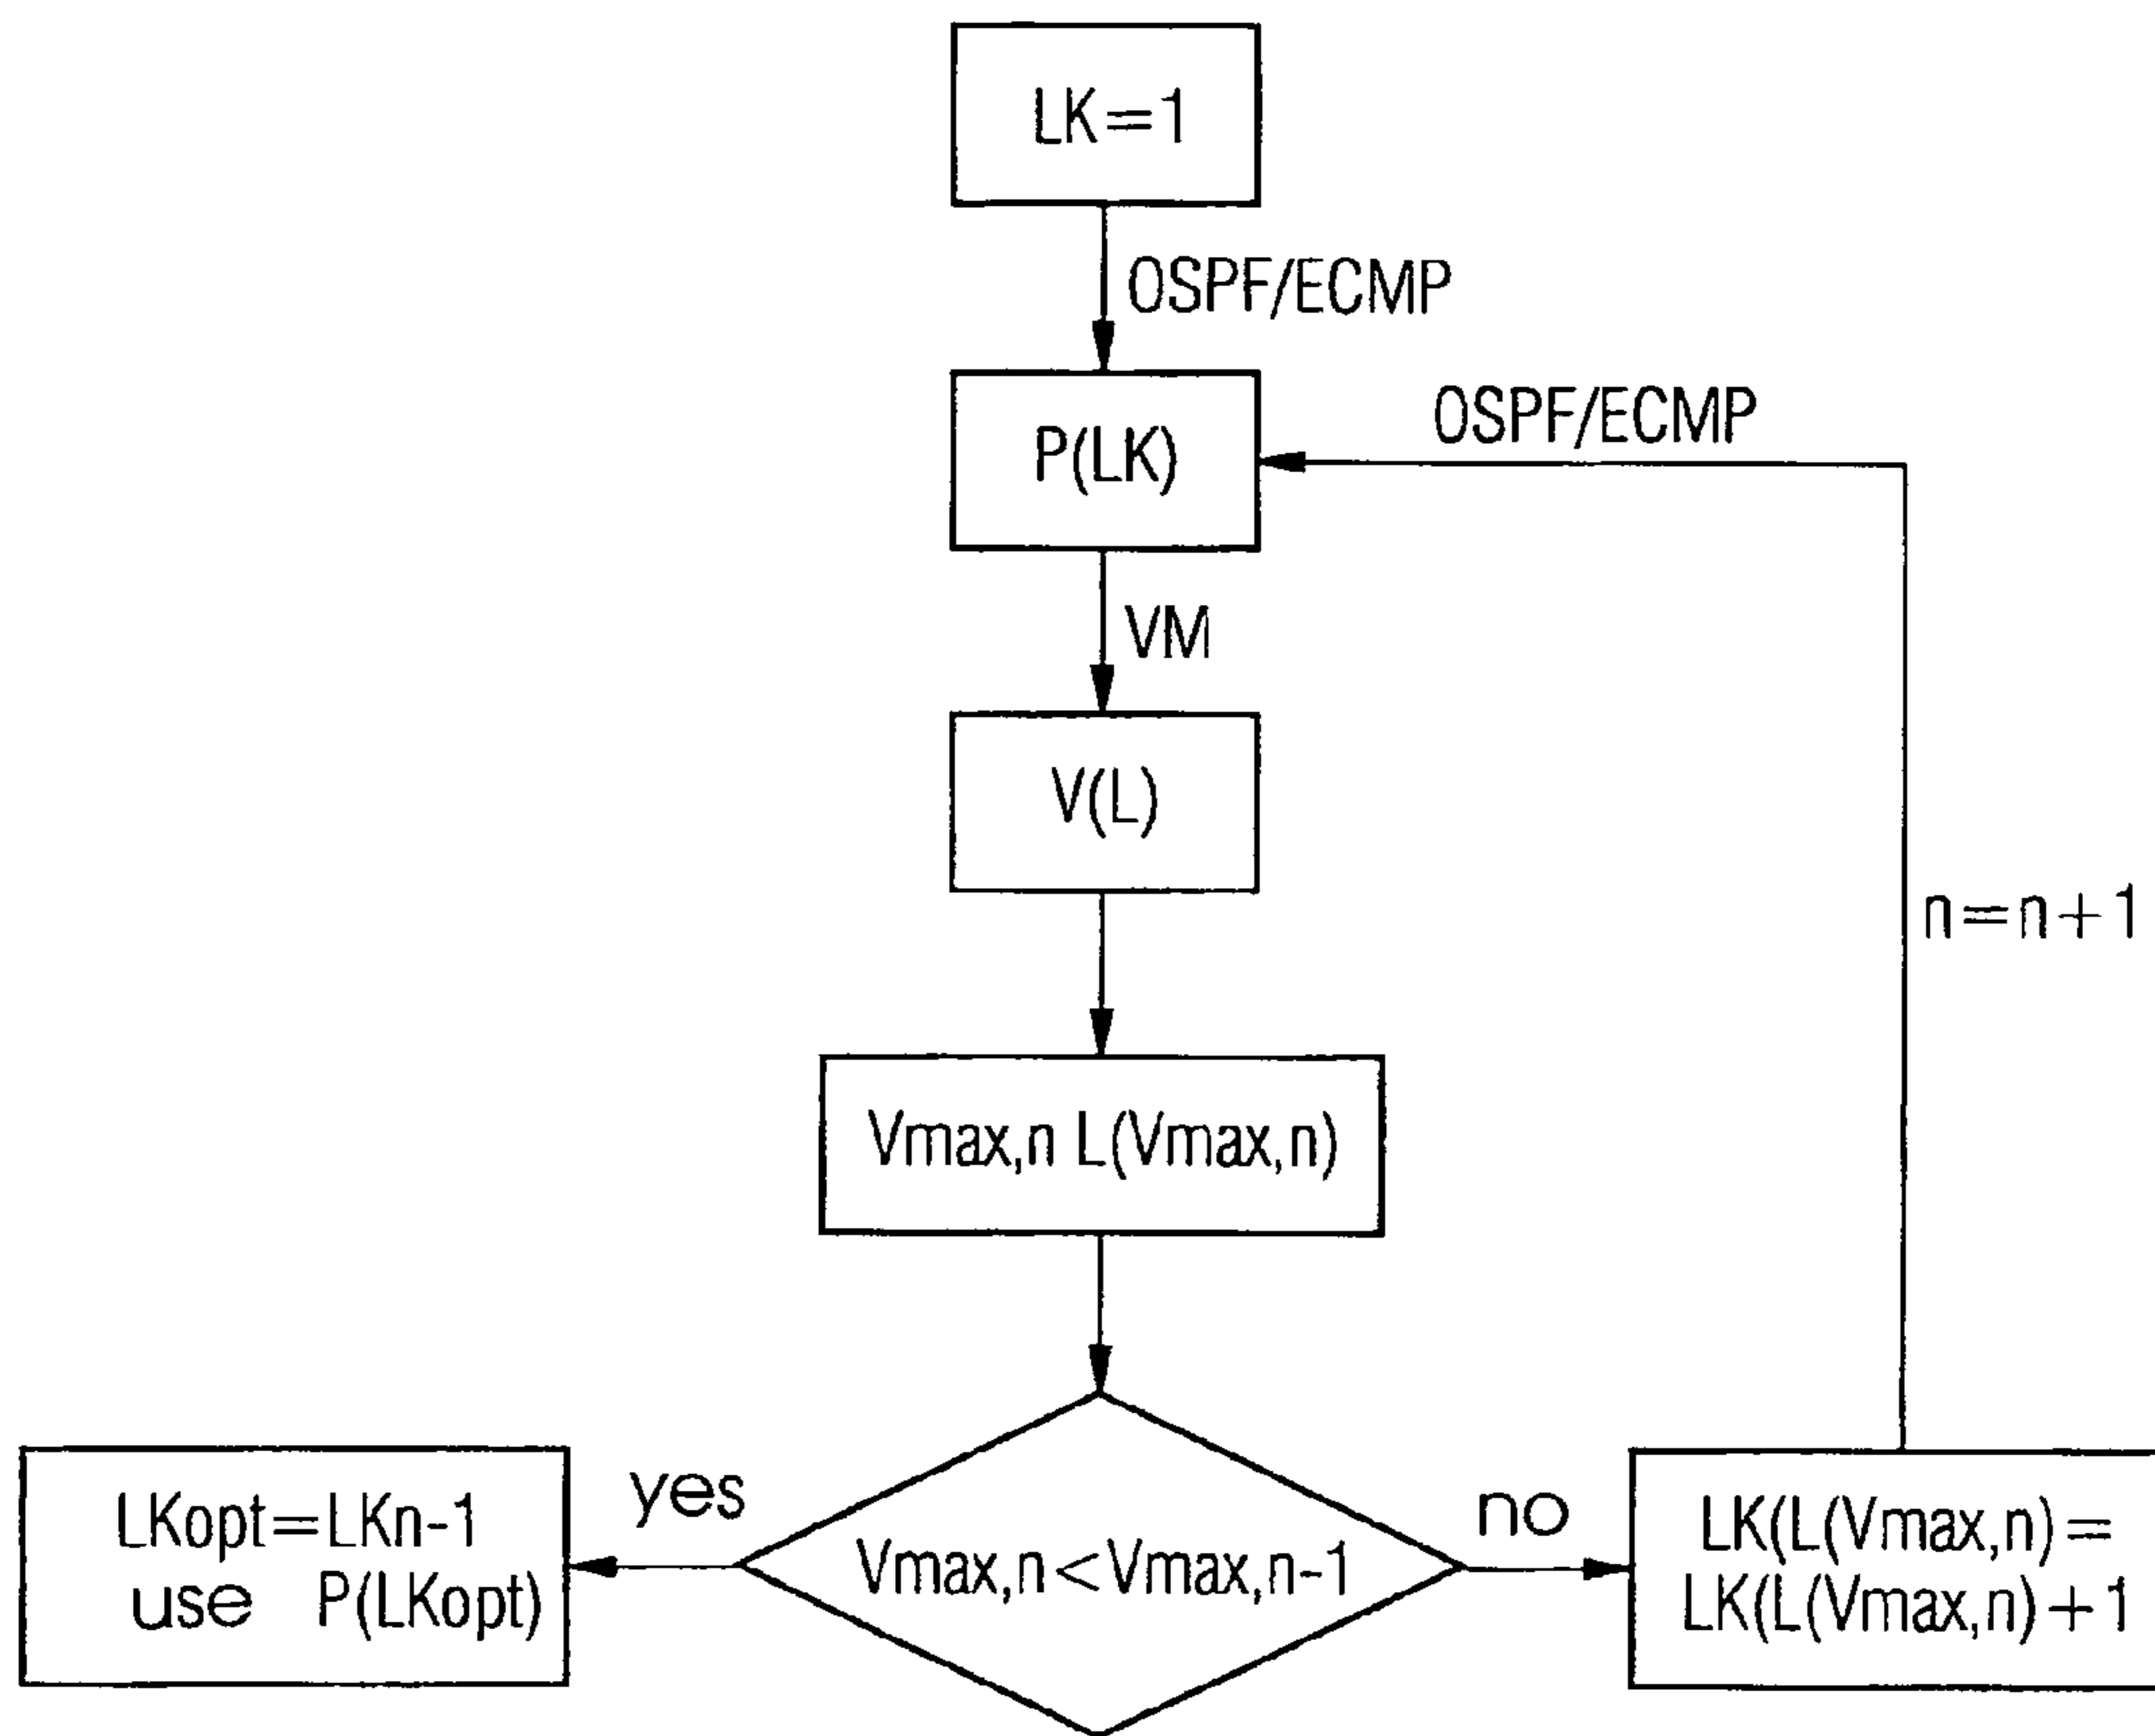 LK=1
OSPF/ECMP
P(LK)
OSPF/ECMP
VM
V(L)
n=n+1
Vmax,n L(Vmax,n)
LKopt=LKn-1
use P(LKopt)
yes
Vmax,n<Vmax,n-1
no
LK(L(Vmax,n)=
LK(L(Vmax,n)+1